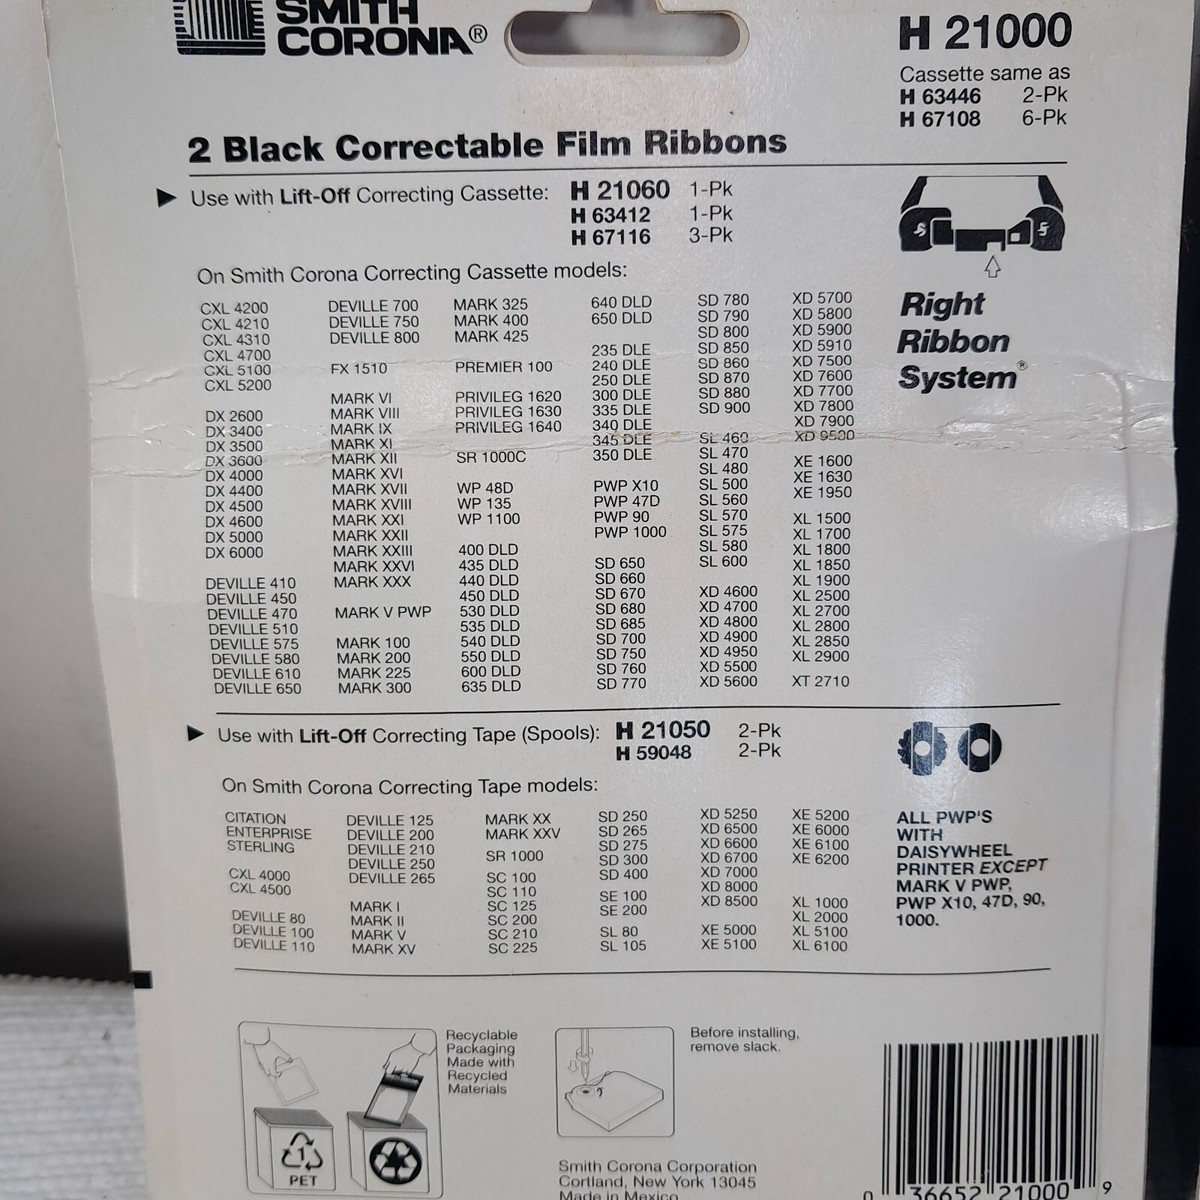 SMITH
CORONA®
H 21000
Cassette same as
H 63446 2-Pk
H 67108 6-Pk
2 Black Correctable Film Ribbons
Use with Lift-Off Correcting Cassette: H 21060 1-Pk
H 63412 1-Pk
H 67116 3-Pk
On Smith Corona Correcting Cassette models:
CXL 4200
CXL 4210
CXL 4310
CXL 4700
CXL 5100
CXL 5200
DX 2600
DX 3400
DX 3500
DX 3600
DX 4000
DX 4400
DX 4500
DX 4600
DX 5000
DX 6000
DEVILLE 410
DEVILLE 450
DEVILLE 470
DEVILLE 510
DEVILLE 575
DEVILLE 580
DEVILLE 610
DEVILLE 650
DEVILLE 700
DEVILLE 750
DEVILLE 800
FX 1510
MARK VI
MARK VIII
MARK IX
MARK XI
MARK XII
MARK XVI
MARK XVII
MARK XVIII
MARK XXI
MARK XXII
MARK XXIII
MARK XXVI
MARK XXX
MARK V PWP
MARK 100
MARK 200
MARK 225
MARK 300
MARK 325
MARK 400
MARK 425
PREMIER 100
PRIVILEG 1620
PRIVILEG 1630
PRIVILEG 1640
SR 1000C
WP 48D
WP 135
WP 1100
400 DLD
435 DLD
440 DLD
450 DLD
530 DLD
535 DLD
540 DLD
550 DLD
600 DLD
635 DLD
640 DLD
650 DLD
235 DLE
240 DLE
250 DLE
300 DLE
335 DLE
340 DLE
345 DLE
350 DLE
PWP X10
PWP 47D
PWP 90
PWP 1000
SD 650
SD 660
SD 670
SD 680
SD 685
SD 700
SD 750
SD 760
SD 770
SD 780
SD 790
SD 800
SD 850
SD 860
SD 870
SD 880
SD 900
SL 460
SL 470
SL 480
SL 500
SL 560
SL 570
SL 575
SL 580
SL 600
XD 4600
XD 4700
XD 4800
XD 4900
XD 4950
XD 5500
XD 5600
XD 5700
XD 5800
XD 5900
XD 5910
XD 7500
XD 7600
XD 7700
XD 7800
XD 7900
XD 9500
XE 1600
XE 1630
XE 1950
XL 1500
XL 1700
XL 1800
XL 1850
XL 1900
XL 2500
XL 2700
XL 2800
XL 2850
XL 2900
XT 2710
Right
Ribbon
System®
Use with Lift-Off Correcting Tape (Spools): H 21050 2-Pk
H 59048 2-Pk
On Smith Corona Correcting Tape models:
CITATION
ENTERPRISE
STERLING
CXL 4000
CXL 4500
DEVILLE 80
DEVILLE 100
DEVILLE 110
DEVILLE 125
DEVILLE 200
DEVILLE 210
DEVILLE 250
DEVILLE 265
MARK I
MARK II
MARK V
MARK XV
MARK XX
MARK XXV
SR 1000
SC 100
SC 110
SC 125
SC 200
SC 210
SC 225
SD 250
SD 265
SD 275
SD 300
SD 400
SE 100
SE 200
SL 80
SL 105
XD 5250
XD 6500
XD 6600
XD 6700
XD 7000
XD 8000
XD 8500
XE 5000
XE 5100
XE 5200
XE 6000
XE 6100
XE 6200
XL 1000
XL 2000
XL 5100
XL 6100
ALL PWP'S
WITH
DAISYWHEEL
PRINTER EXCEPT
MARK V PWP,
PWP X10, 47D, 90,
1000.
Recyclable
Packaging
Made with
Recycled
Materials
1
PET
Before installing,
remove slack.
Smith Corona Corporation
Cortland, New York 13045
Made in Mexico
0 36652 21000 9